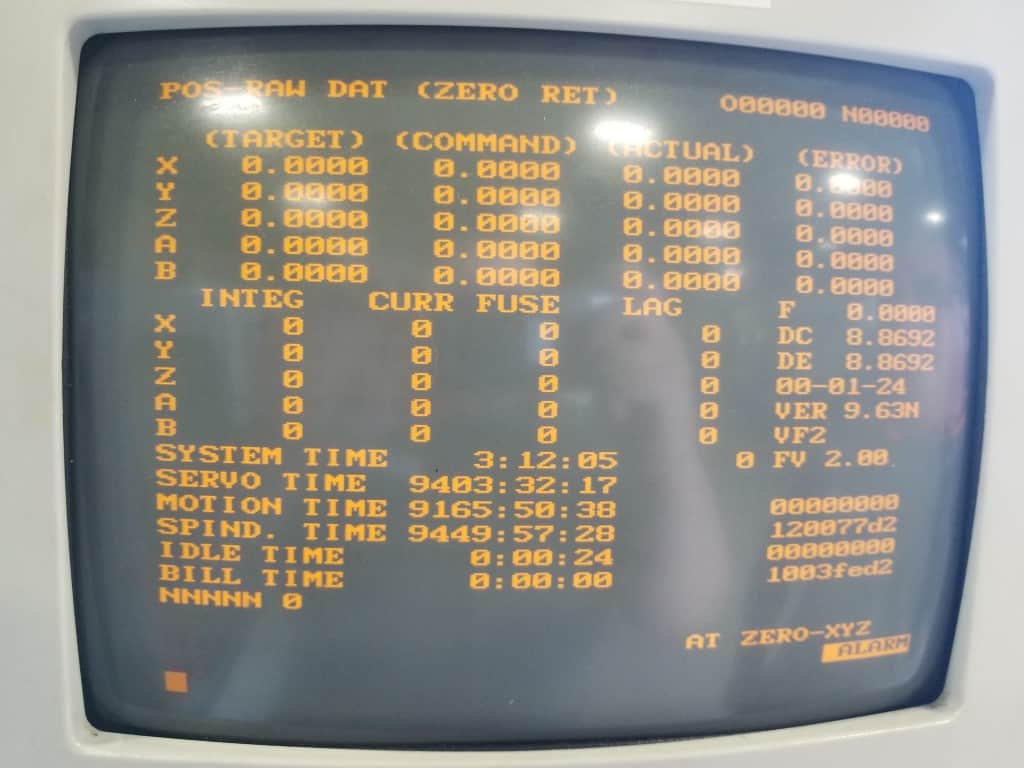 POS-RAW DAT (ZERO RET) O00000 N00000
(TARGET) (COMMAND) (ACTUAL) (ERROR)
X 0.0000 0.0000 0.0000 0.0000
Y 0.0000 0.0000 0.0000 0.0000
Z 0.0000 0.0000 0.0000 0.0000
A 0.0000 0.0000 0.0000 0.0000
B 0.0000 0.0000 0.0000 0.0000
INTEG CURR FUSE LAG F 0.0000
X 0 0 0 0 DC 8.8692
Y 0 0 0 0 DE 8.8692
Z 0 0 0 0 00-01-24
A 0 0 0 0 VER 9.63N
B 0 0 0 0 VF2
SYSTEM TIME 3:12:05 0 FV 2.00
SERVO TIME 9403:32:17
MOTION TIME 9165:50:38 00000000
SPIND. TIME 9449:57:28 120077d2
IDLE TIME 0:00:24 00000000
BILL TIME 0:00:00 1003fed2
NNNNN 0
AT ZERO-XYZ
ALARM